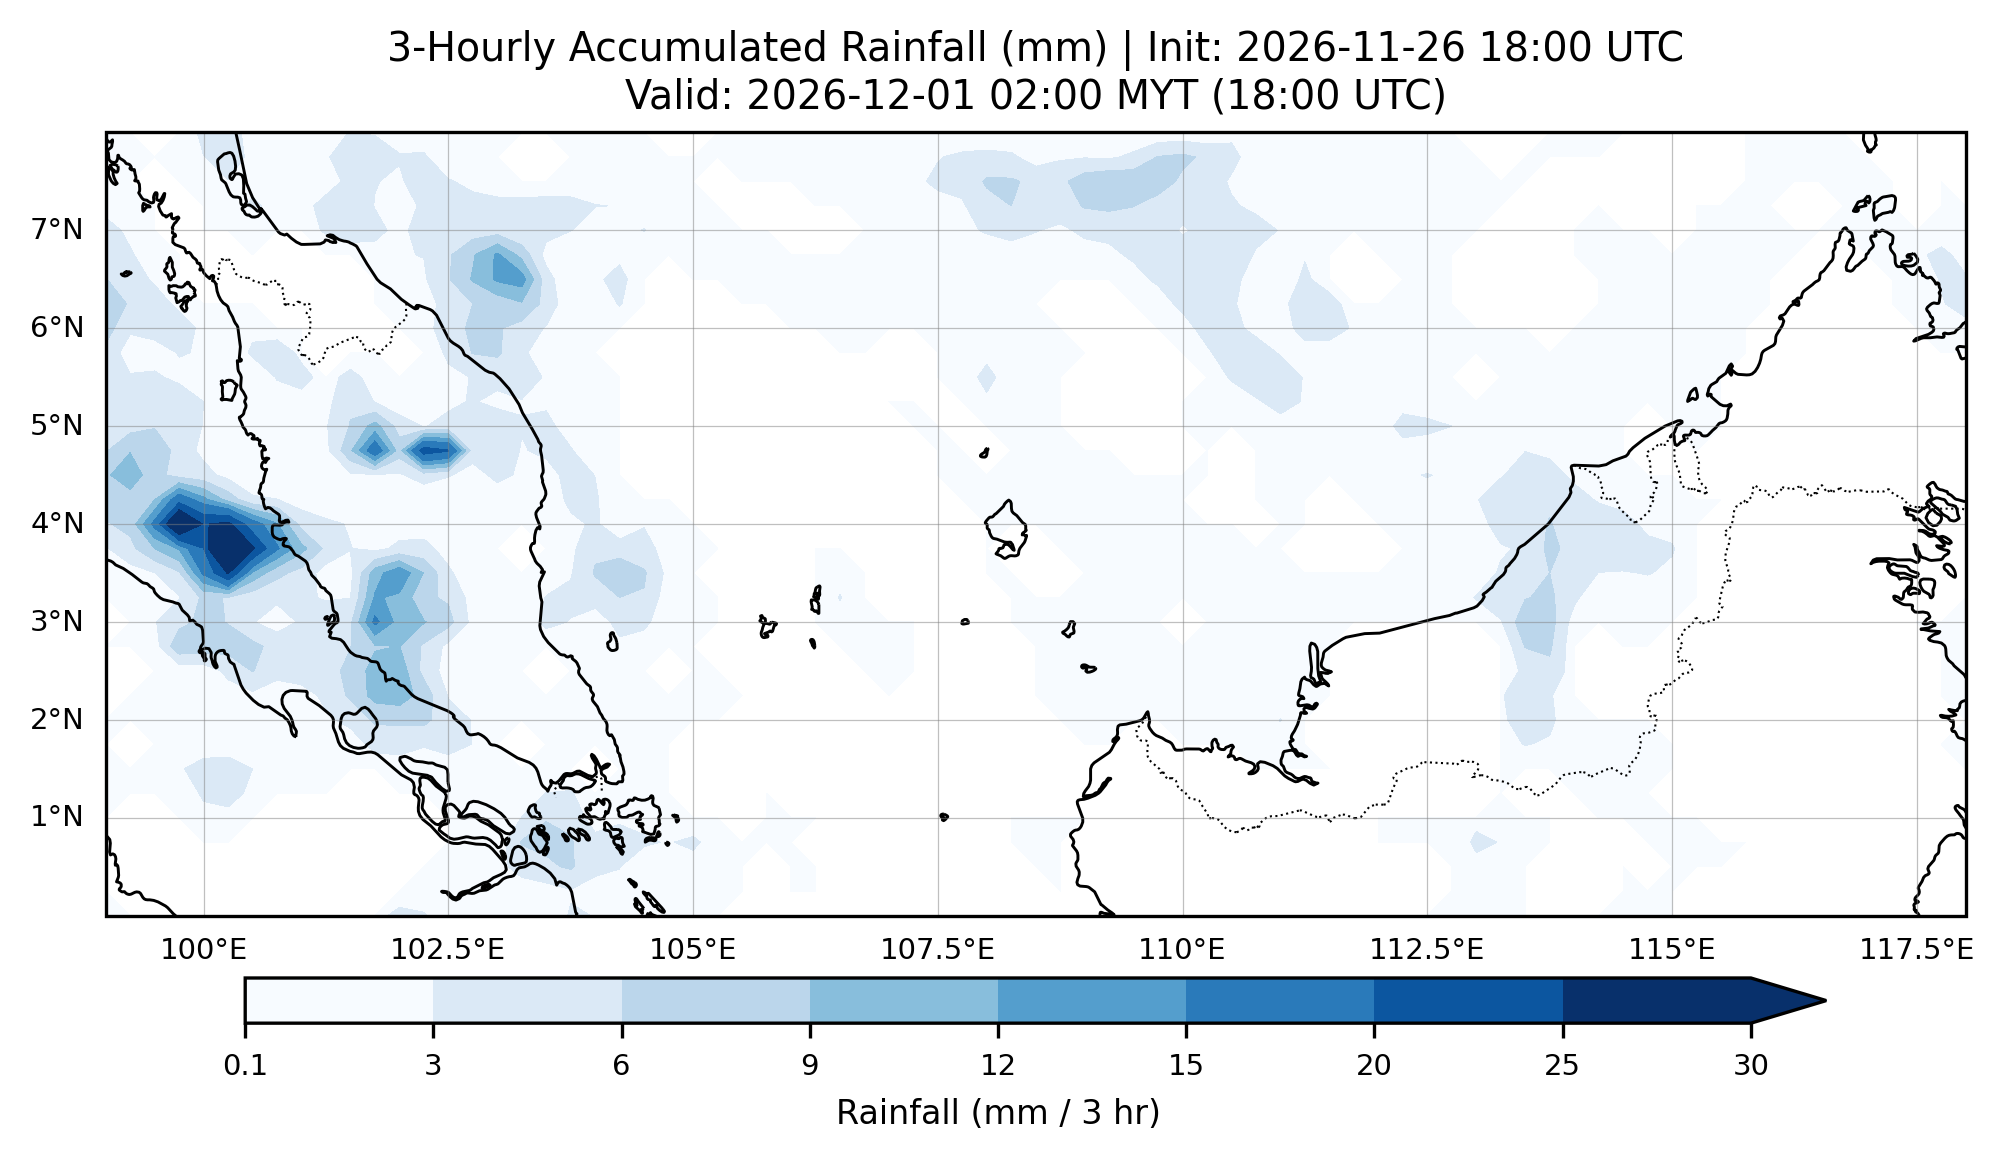 3-Hourly Accumulated Rainfall (mm) | Init: 2026-11-26 18:00 UTC
Valid: 2026-12-01 02:00 MYT (18:00 UTC)
7°N
6°N
5°N
4°N
3°N
2°N
1°N
100°E 102.5°E 105°E 107.5°E 110°E 112.5°E 115°E 117.5°E
0.1 3 6 9 12 15 20 25 30
Rainfall (mm / 3 hr)